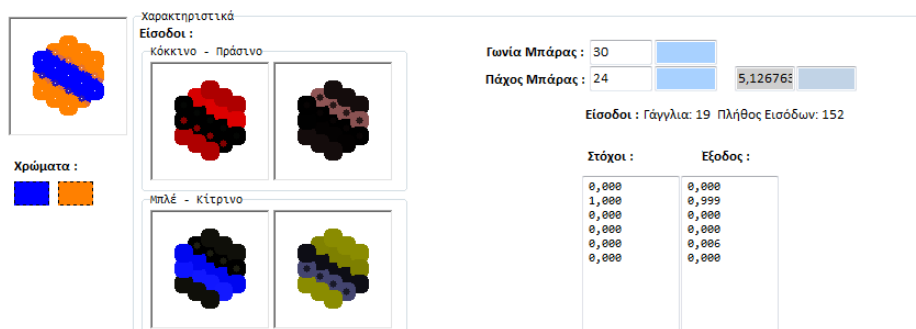 Χαρακτηριστικά
Είσοδοι :
Κόκκινο - Πράσινο
Γωνία Μπάρας : 30
Πάχος Μπάρας : 24 5,126763
Είσοδοι : Γάγγλια: 19 Πλήθος Εισόδων: 152
Χρώματα :
Στόχοι : Έξοδος :
Μπλέ - Κίτρινο
0,000 0,000
1,000 0,999
0,000 0,000
0,000 0,000
0,000 0,006
0,000 0,000